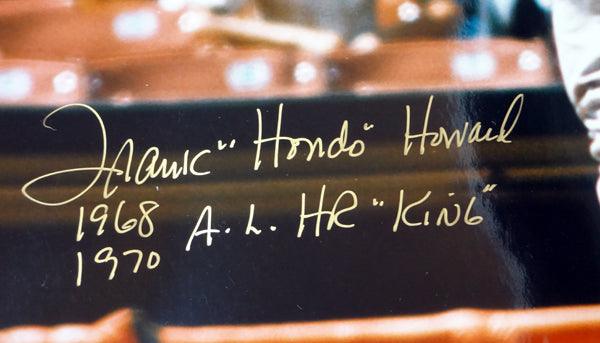 Frank "Hondo" Howard
1968 A.L. HR "KING"
1970